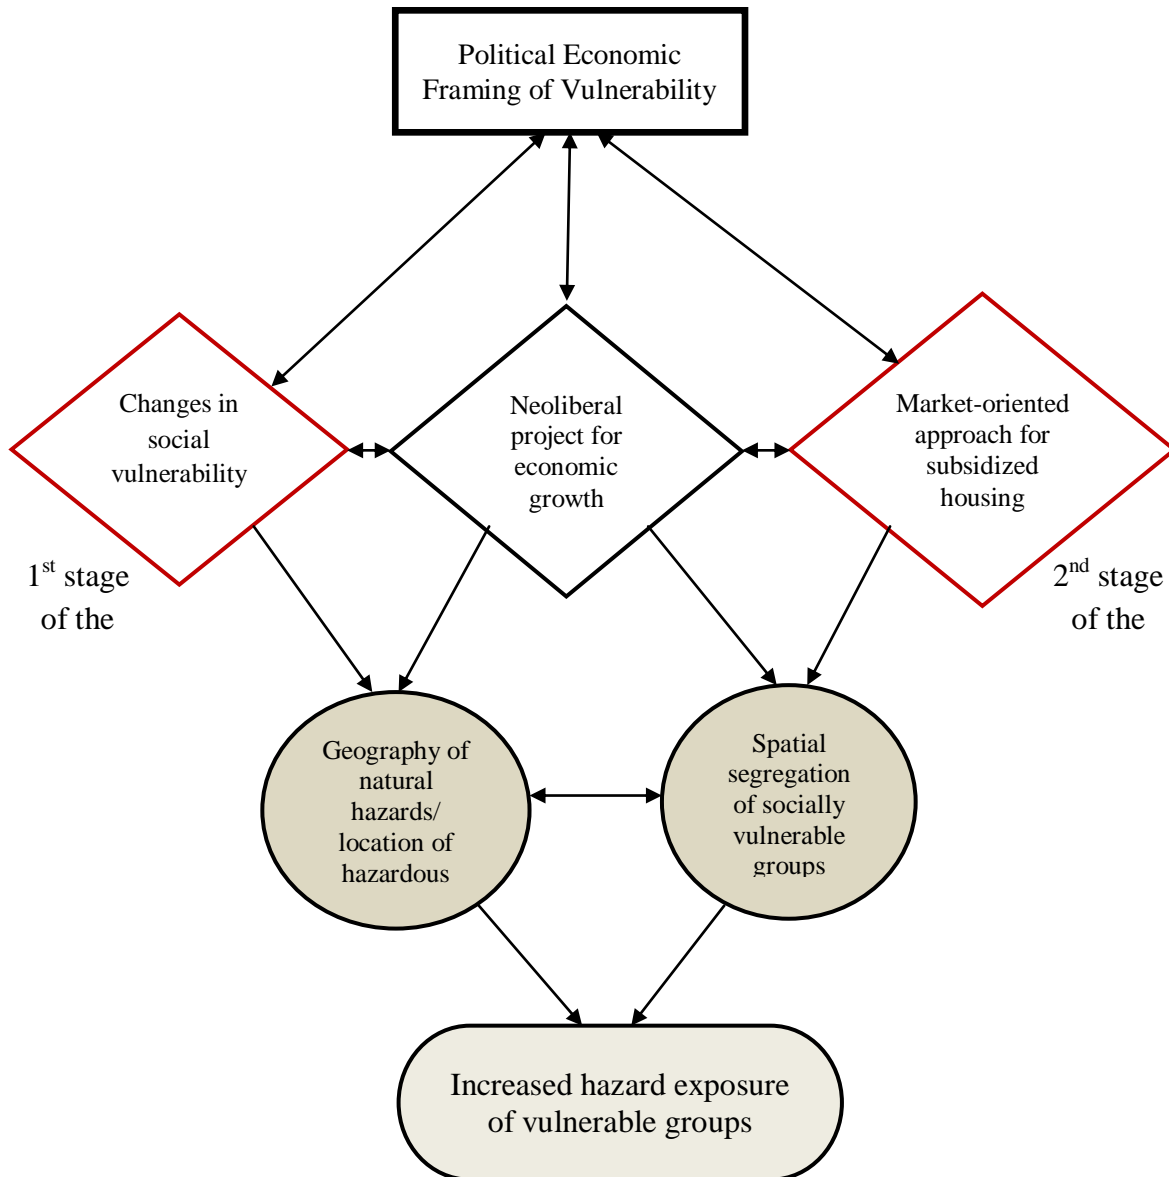 Political Economic
Framing of Vulnerability
Changes in
social
vulnerability
Neoliberal
project for
economic
growth
Market-oriented
approach for
subsidized
housing
1st stage
of the
2nd stage
of the
Geography of
natural
hazards/
location of
hazardous
Spatial
segregation
of socially
vulnerable
groups
Increased hazard exposure
of vulnerable groups